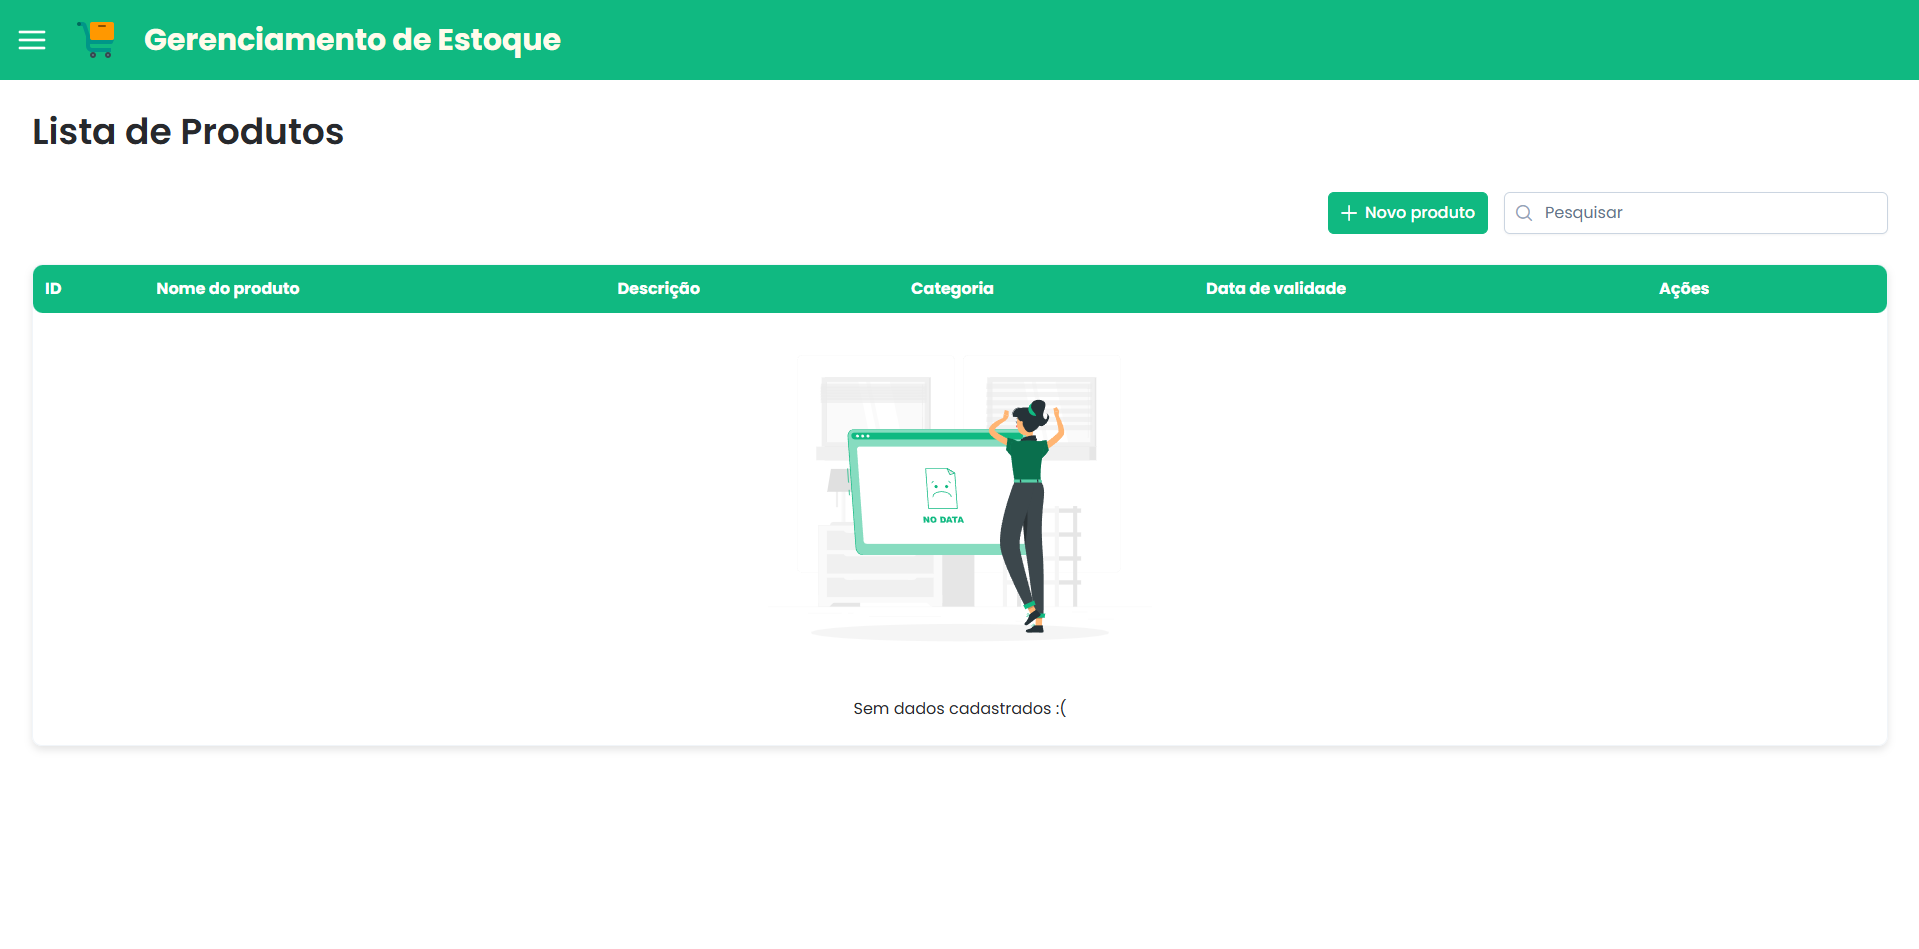 Gerenciamento de Estoque
Lista de Produtos
Novo produto
Pesquisar
ID Nome do produto Descrição Categoria Data de validade Ações
NO DATA
Sem dados cadastrados :(